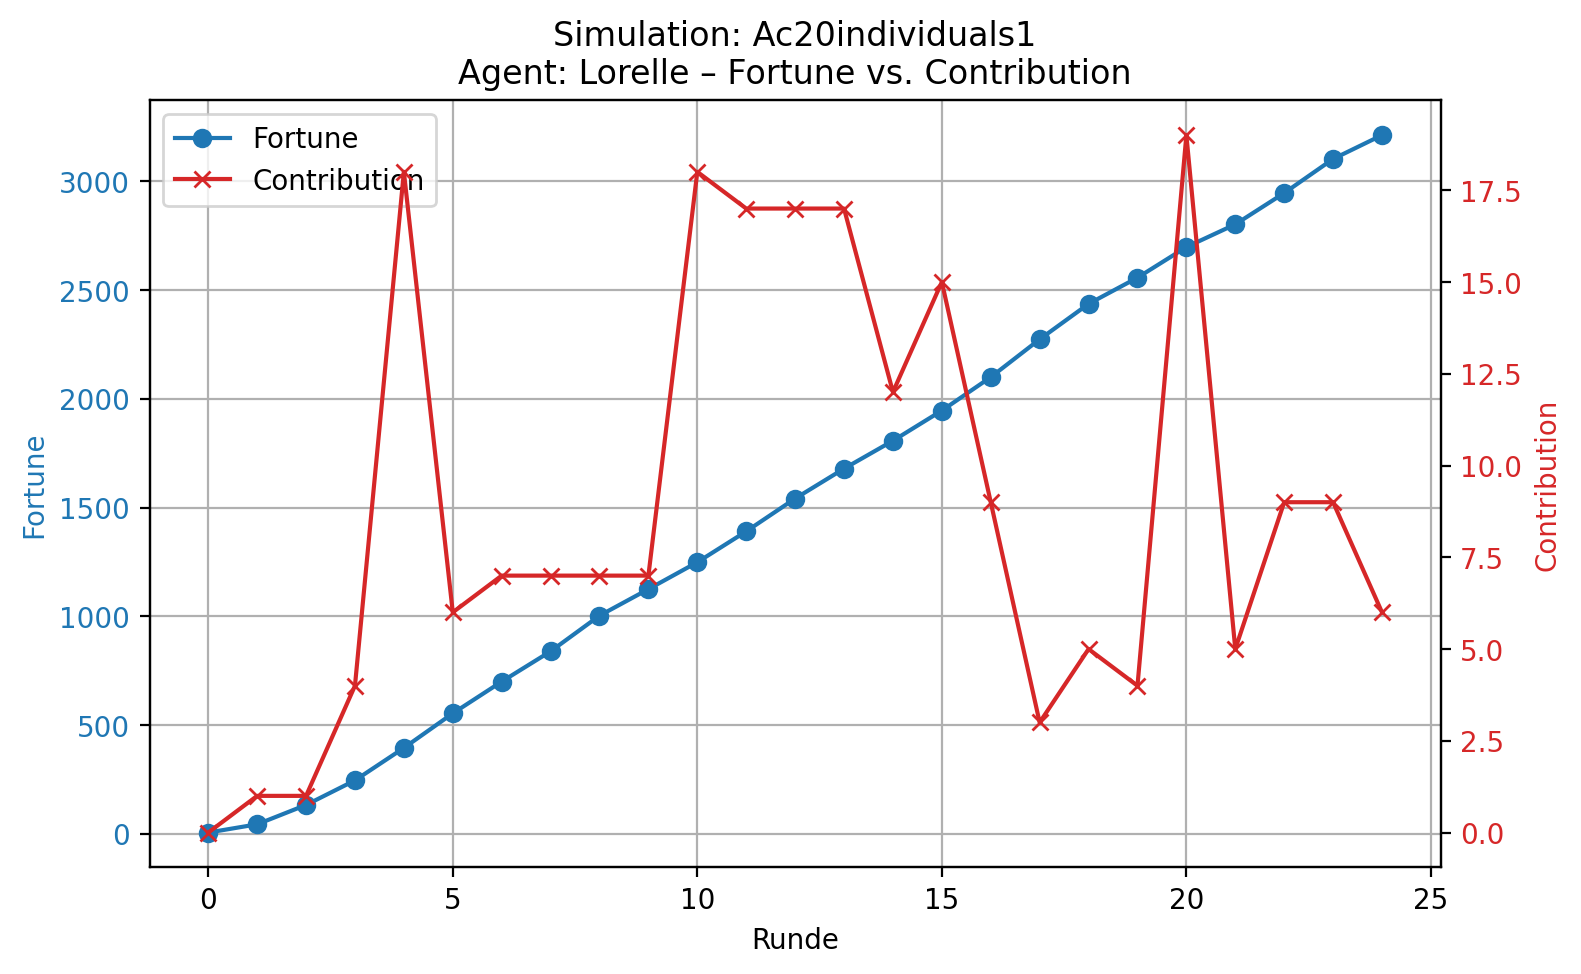 Simulation: Ac20individuals1
Agent: Lorelle – Fortune vs. Contribution
Fortune
Contribution
3000
2500
2000
1500
1000
500
0
Fortune
17.5
15.0
12.5
10.0
7.5
5.0
2.5
0.0
Contribution
0 5 10 15 20 25
Runde